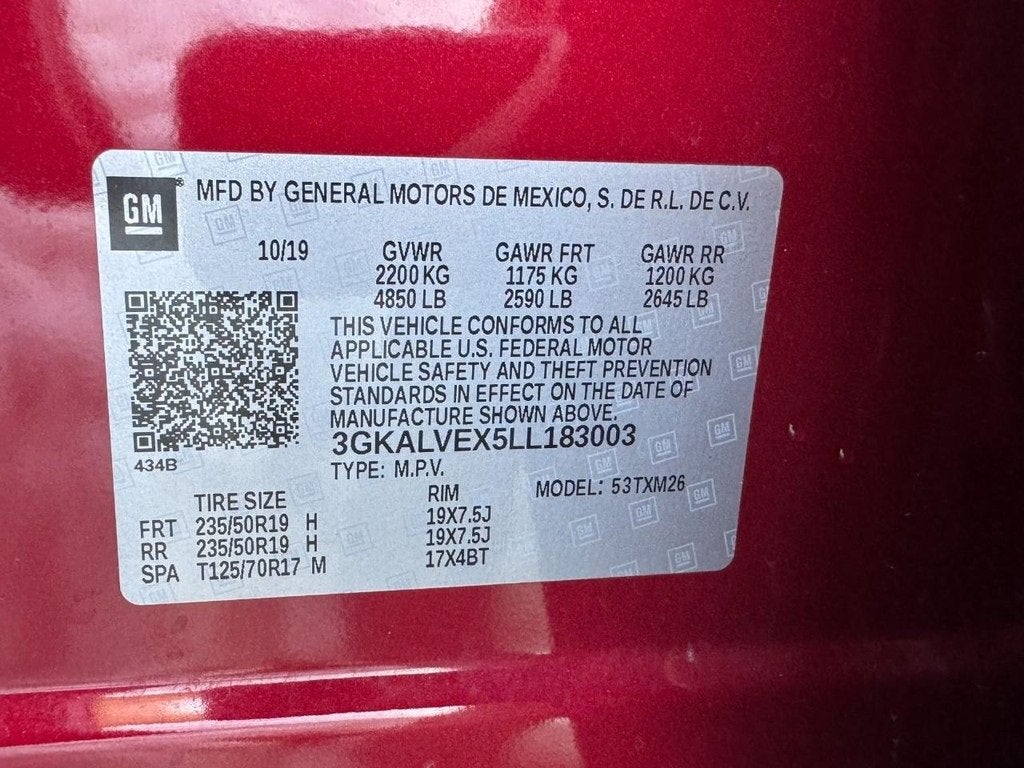 GM® MFD BY GENERAL MOTORS DE MEXICO, S. DE R.L. DE C.V.
10/19 GVWR GAWR FRT GAWR RR
2200 KG 1175 KG 1200 KG
4850 LB 2590 LB 2645 LB
THIS VEHICLE CONFORMS TO ALL
APPLICABLE U.S. FEDERAL MOTOR
VEHICLE SAFETY AND THEFT PREVENTION
STANDARDS IN EFFECT ON THE DATE OF
MANUFACTURE SHOWN ABOVE.
3GKALVEX5LL183003
434B
TYPE: M.P.V. MODEL: 53TXM26
TIRE SIZE RIM
FRT 235/50R19 H 19X7.5J
RR 235/50R19 H 19X7.5J
SPA T125/70R17 M 17X4BT